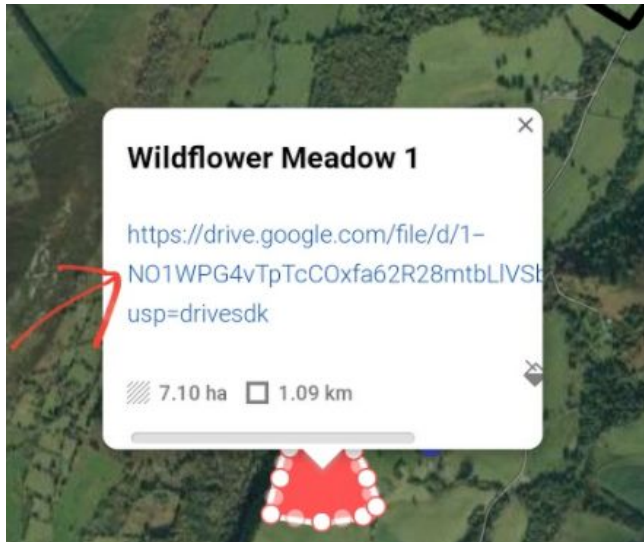 Wildflower Meadow 1
https://drive.google.com/file/d/1-
NO1WPG4vTpTcCOxfa62R28mtbLlVSb
usp=drivesdk
7.10 ha 1.09 km